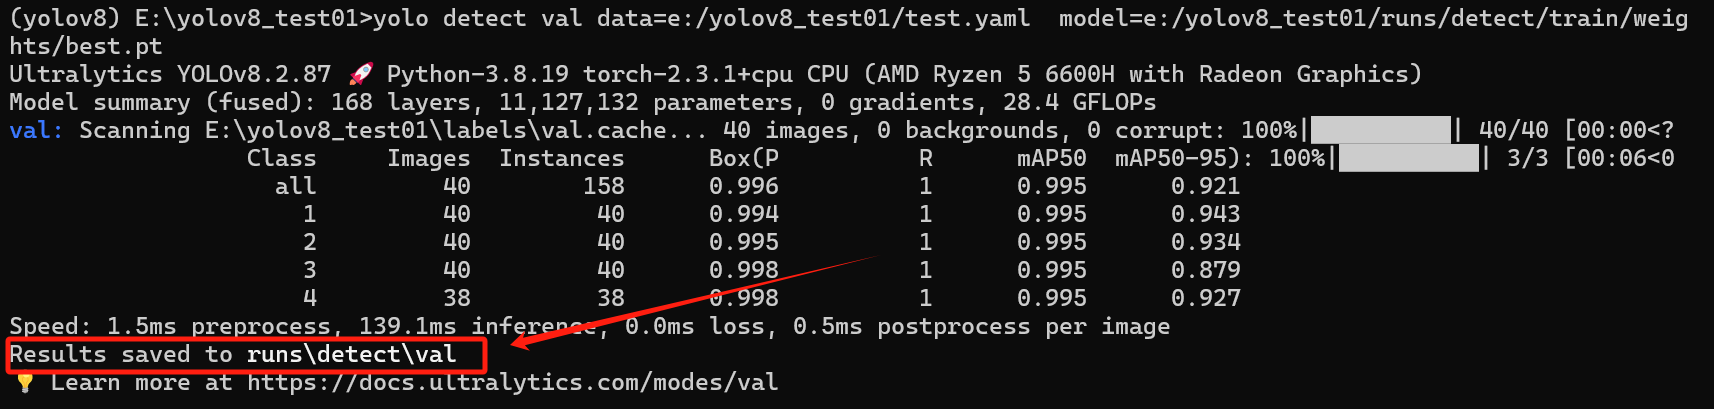 (yolov8) E:\yolov8_test01>yolo detect val data=e:/yolov8_test01/test.yaml  model=e:/yolov8_test01/runs/detect/train/weig
hts/best.pt
Ultralytics YOLOv8.2.87 🚀 Python-3.8.19 torch-2.3.1+cpu CPU (AMD Ryzen 5 6600H with Radeon Graphics)
Model summary (fused): 168 layers, 11,127,132 parameters, 0 gradients, 28.4 GFLOPs
val: Scanning E:\yolov8_test01\labels\val.cache... 40 images, 0 backgrounds, 0 corrupt: 100%|██████████| 40/40 [00:00<?
Class Images Instances Box(P R mAP50 mAP50-95): 100%|██████████| 3/3 [00:06<0
all 40 158 0.996 1 0.995 0.921
1 40 40 0.994 1 0.995 0.943
2 40 40 0.995 1 0.995 0.934
3 40 40 0.998 1 0.995 0.879
4 38 38 0.998 1 0.995 0.927
Speed: 1.5ms preprocess, 139.1ms inference, 0.0ms loss, 0.5ms postprocess per image
Results saved to runs\detect\val
💡 Learn more at https://docs.ultralytics.com/modes/val